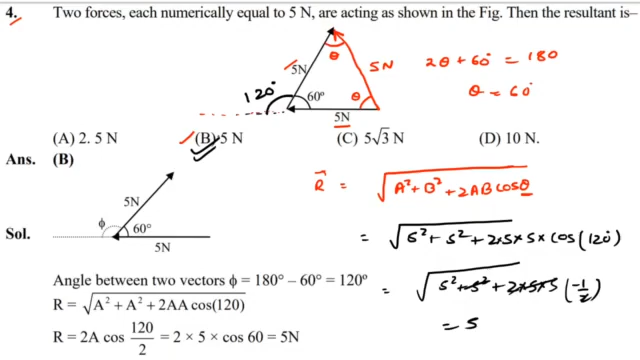 4. Two forces, each numerically equal to 5 N, are acting as shown in the Fig. Then the resultant is–
5N
60º
5N
120°
θ
θ
5N
2θ + 60° = 180
θ = 60°
(A) 2. 5 N (B) 5 N (C) 5√3 N (D) 10 N.
Ans. (B)
R⃗ = √(A² + B² + 2AB cosθ)
= √(5² + 5² + 2×5×5× cos(120°))
= √(5² + 5² + 2×5×5 (-1/2))
= 5
Sol.
5N
ϕ
60°
5N
Angle between two vectors ϕ = 180° – 60° = 120º
R = √(A² + A² + 2AA cos(120))
R = 2A cos 120/2 = 2 × 5 × cos 60 = 5N